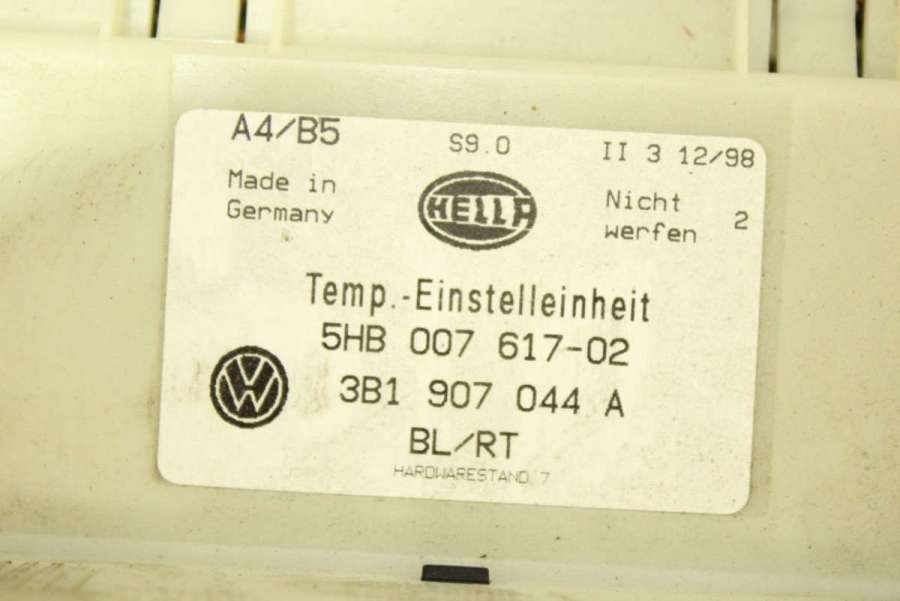 A4/B5
S9.0
II 3 12/98
Made in
Germany
HELLA
Nicht
werfen
2
Temp.-Einstelleinheit
5HB 007 617-02
3B1 907 044 A
BL/RT
HARDWARESTAND 7
VW